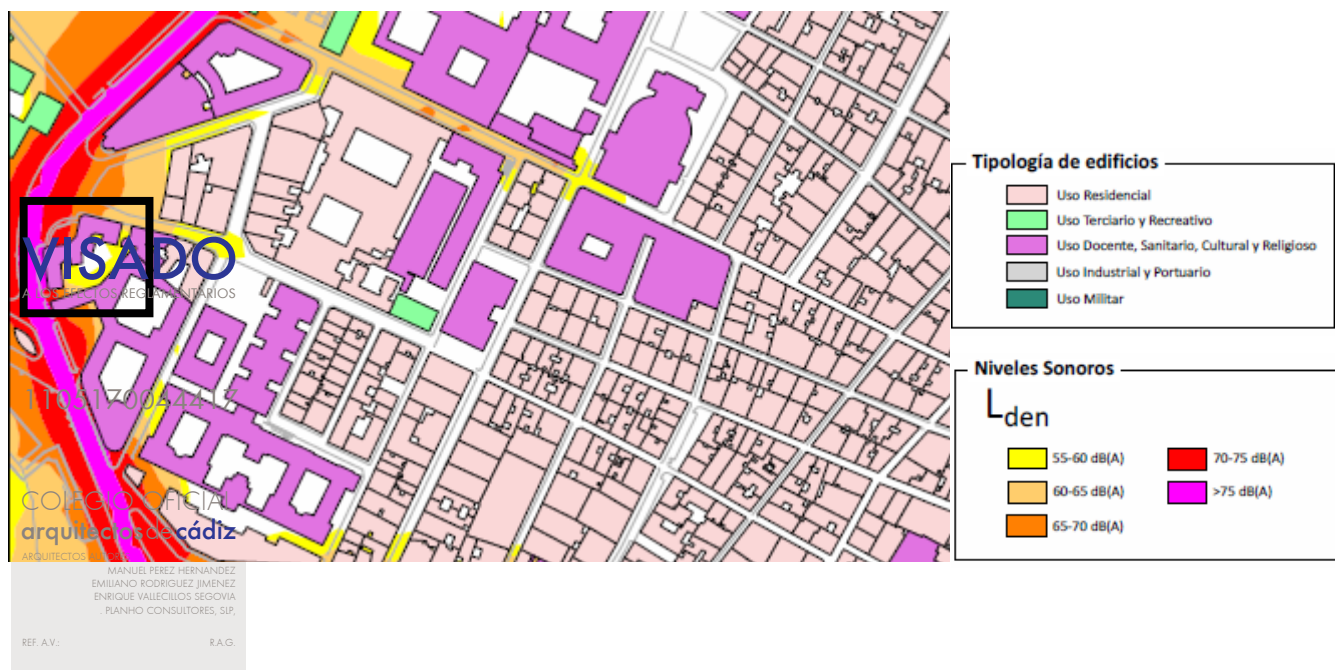 Tipología de edificios
Uso Residencial
Uso Terciario y Recreativo
Uso Docente, Sanitario, Cultural y Religioso
Uso Industrial y Portuario
Uso Militar
Niveles Sonoros
Lden
55-60 dB(A)
70-75 dB(A)
60-65 dB(A)
>75 dB(A)
65-70 dB(A)
VISADO
A LOS EFECTOS REGLAMENTARIOS
COLEGIO OFICIAL
arquitectos de cádiz
ARQUITECTOS
MANUEL PEREZ HERNANDEZ
EMILIANO RODRIGUEZ JIMENEZ
ENRIQUE VALLECILLOS SEGOVIA
. PLANHO CONSULTORES, SLP,
REF. A.V.: R.A.G.